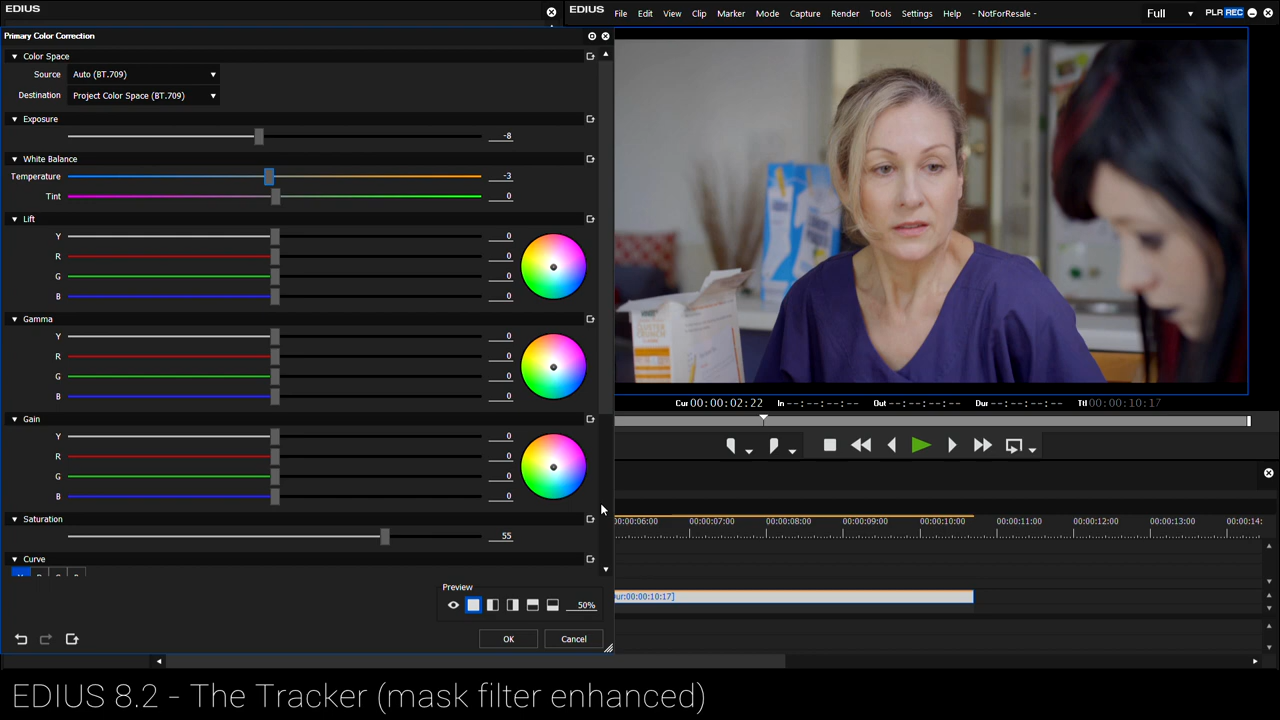 EDIUS
EDIUS File Edit View Clip Marker Mode Capture Render Tools Settings Help - NotForResale - Full PLR REC
Primary Color Correction
Color Space
Source Auto (BT.709)
Destination Project Color Space (BT.709)
Exposure
-8
White Balance
Temperature -3
Tint 0
Lift
Y 0
R 0
G 0
B 0
Gamma
Y 0
R 0
G 0
B 0
Gain
Y 0
R 0
G 0
B 0
Saturation
55
Curve
Preview
50%
OK Cancel
Cur 00:00:02:22 In --:--:--:-- Out --:--:--:-- Dur --:--:--:-- Ttl 00:00:10:17
00:00:06:00 00:00:07:00 00:00:08:00 00:00:09:00 00:00:10:00 00:00:11:00 00:00:12:00 00:00:13:00 00:00:14:
Dur:00:00:10:17]
EDIUS 8.2 - The Tracker (mask filter enhanced)